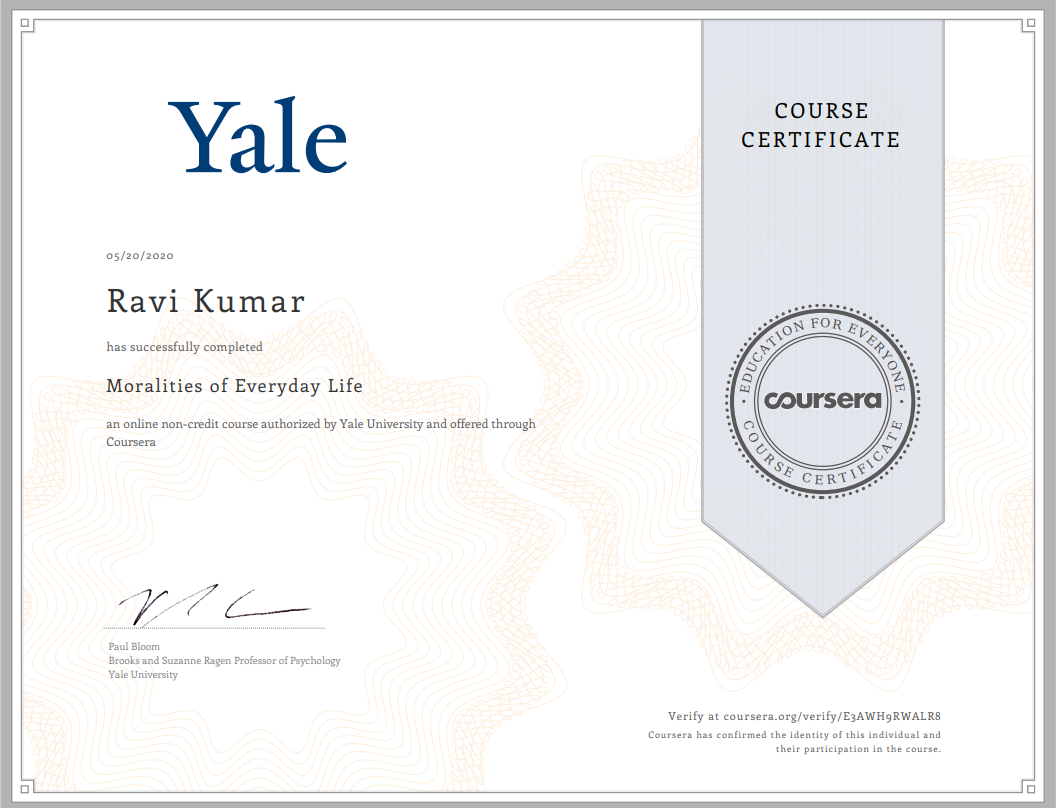 Yale
COURSE
CERTIFICATE
05/20/2020
Ravi Kumar
has successfully completed
Moralities of Everyday Life
an online non-credit course authorized by Yale University and offered through
Coursera
EDUCATION FOR EVERYONE
coursera
COURSE CERTIFICATE
Paul Bloom
Brooks and Suzanne Ragen Professor of Psychology
Yale University
Verify at coursera.org/verify/E3AWH9RWALR8
Coursera has confirmed the identity of this individual and
their participation in the course.